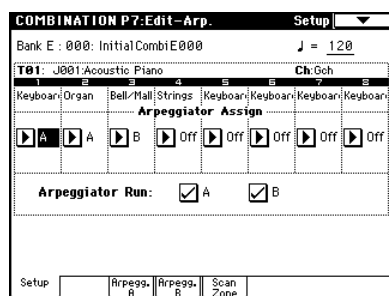 COMBINATION P7:Edit-Arp. Setup
Bank E : 000: InitialCombiE000 ♩ = 120
T01: J001:Acoustic Piano Ch:Gch
1 2 3 4 5 6 7 8
Keyboar Organ Bell/Mall Strings Keyboar Keyboar Keyboar Keyboar
Arpeggiator Assign
A A B Off Off Off Off Off
Arpeggiator Run: A B
Setup Arpegg. A Arpegg. B Scan Zone